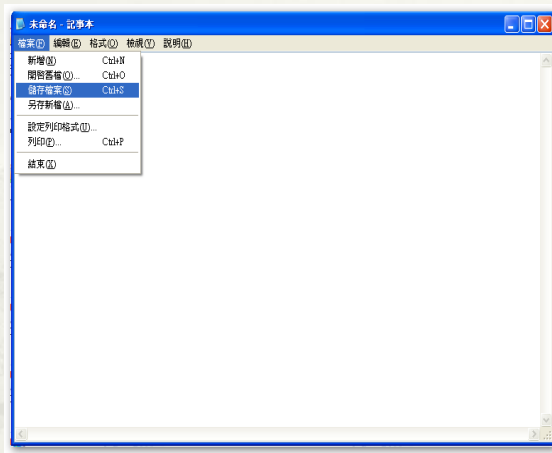 未命名 - 記事本
檔案(F) 編輯(E) 格式(O) 檢視(V) 說明(H)
新增(N) Ctrl+N
開啟舊檔(O)... Ctrl+O
儲存檔案(S) Ctrl+S
另存新檔(A)...
設定列印格式(U)...
列印(P)... Ctrl+P
結束(X)